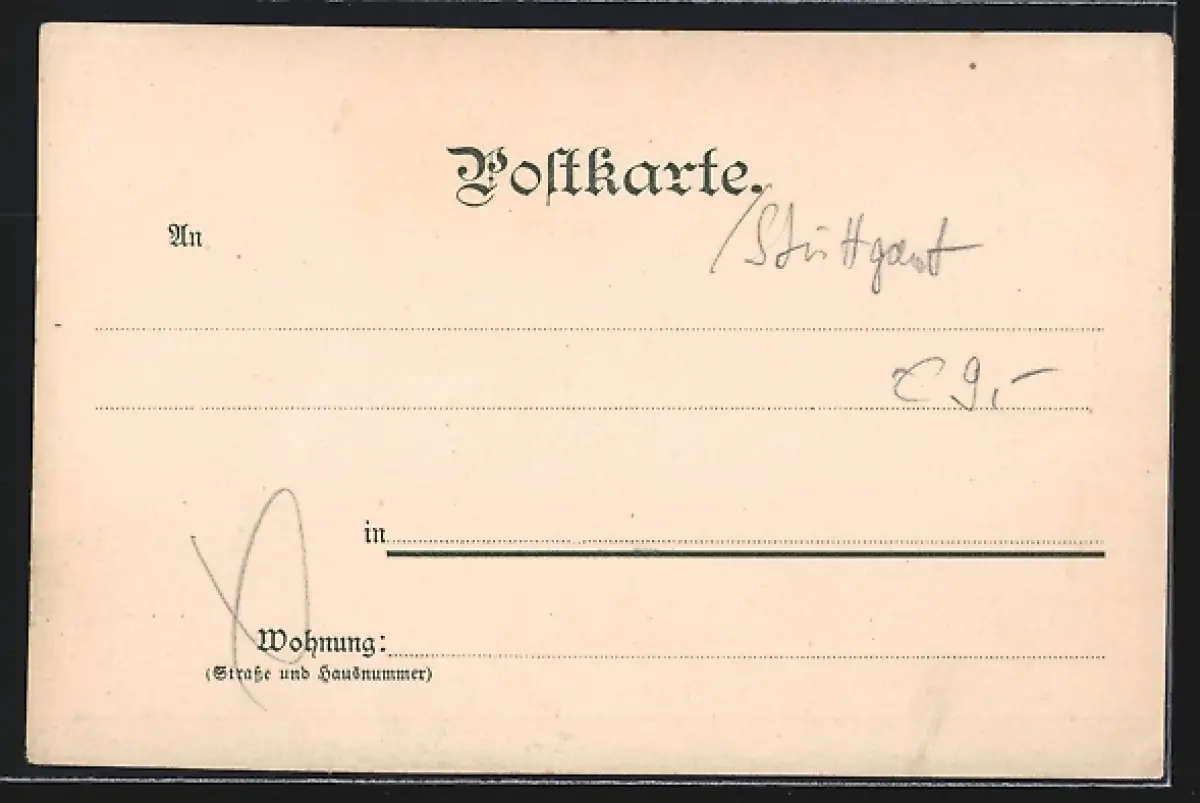 Postkarte.
An
/Stuttgart
€ 9,-
in
Wohnung:
(Straße und Hausnummer)